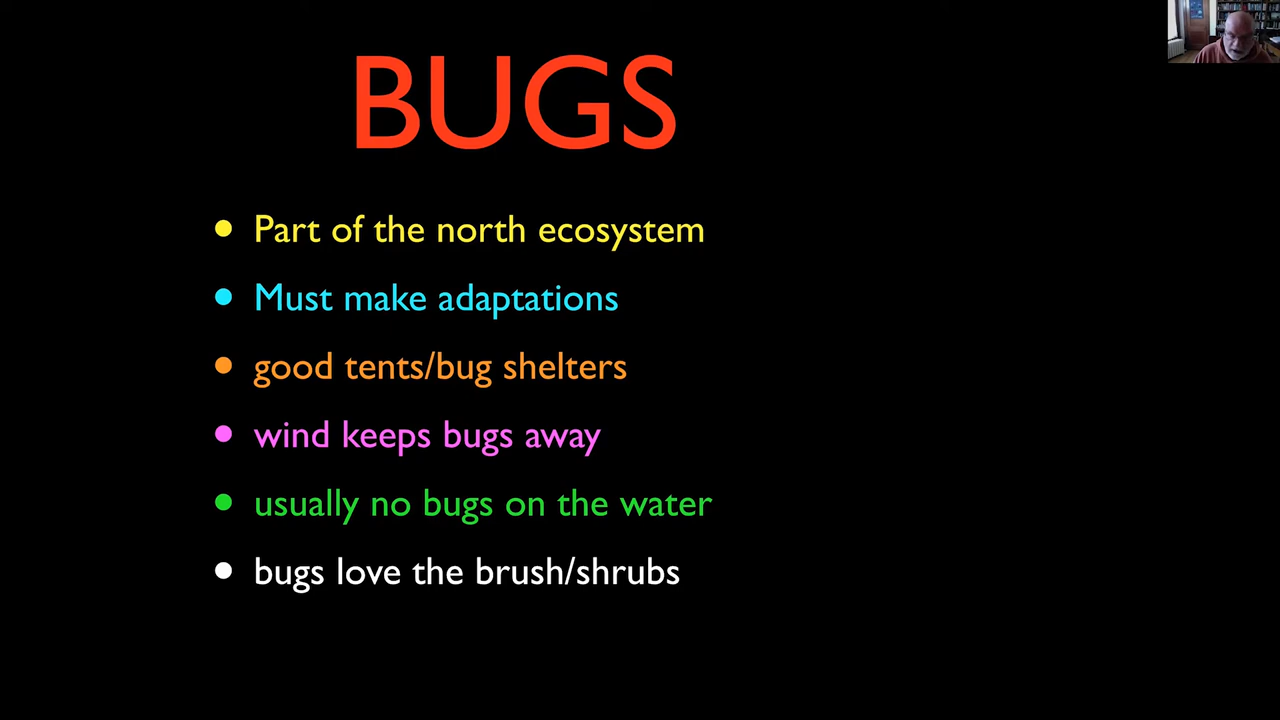 BUGS
• Part of the north ecosystem
• Must make adaptations
• good tents/bug shelters
• wind keeps bugs away
• usually no bugs on the water
• bugs love the brush/shrubs